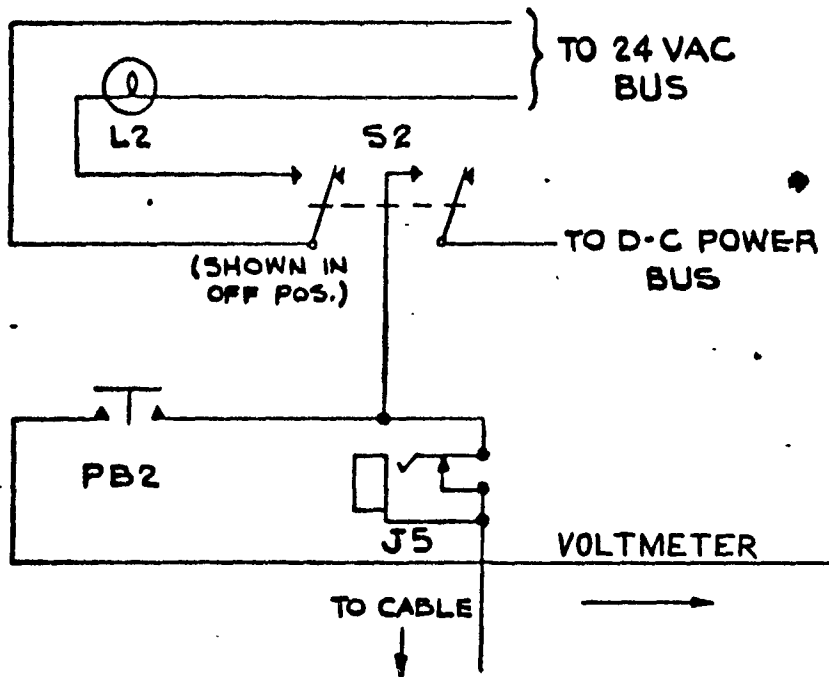 TO 24 VAC
BUS
L2
S2
(SHOWN IN
OFF POS.)
TO D-C POWER
BUS
PB2
J5
VOLTMETER
TO CABLE